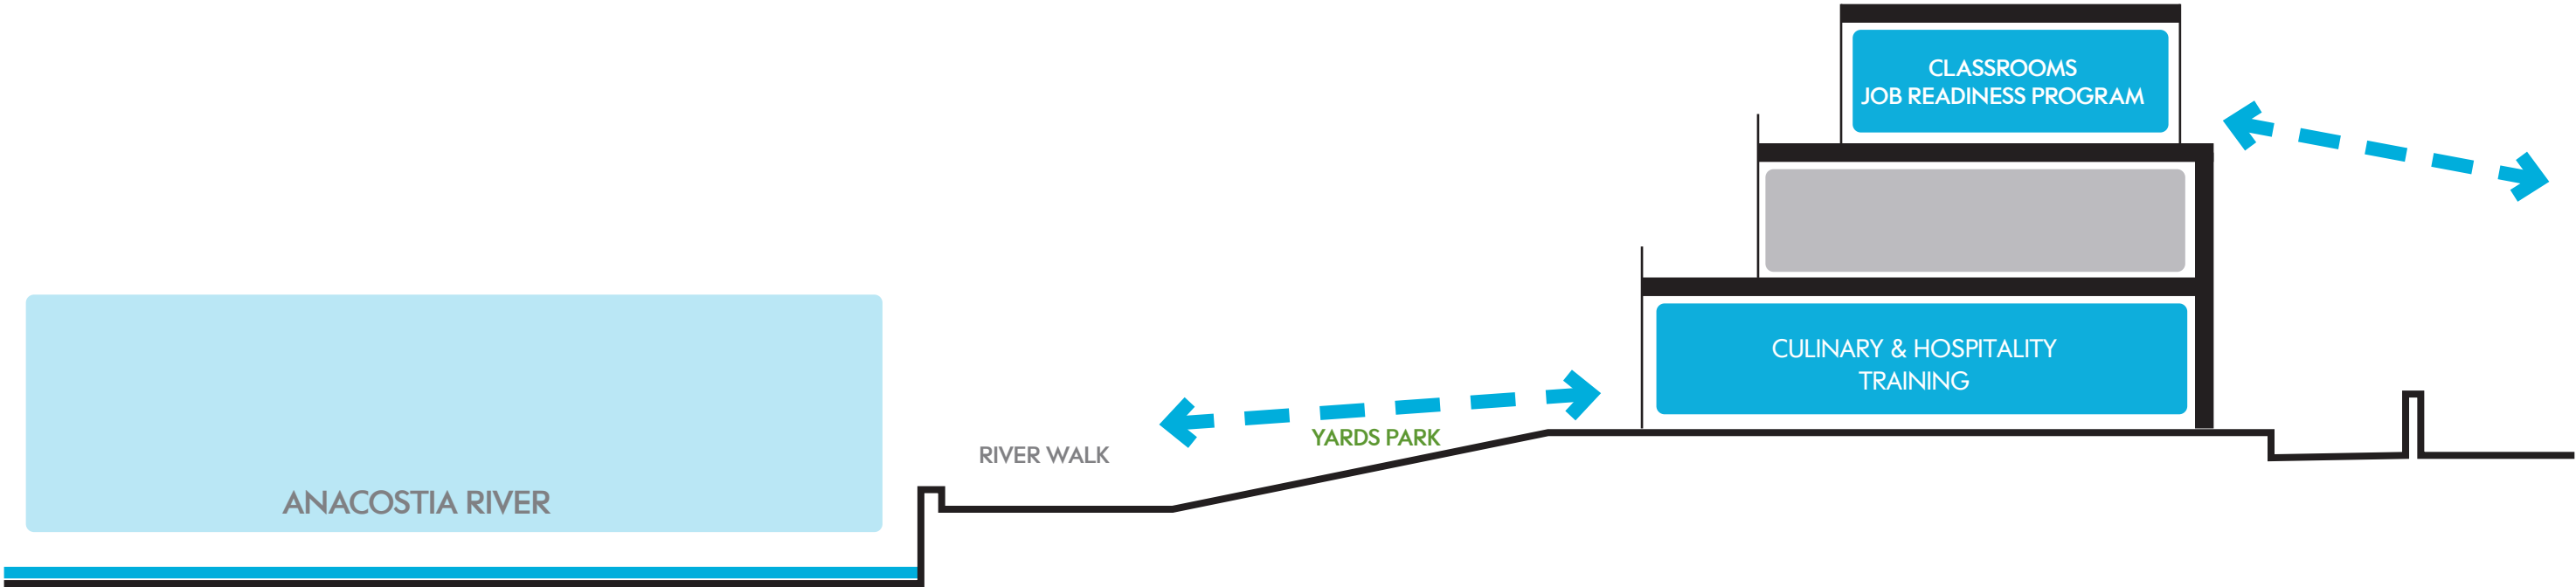 CLASSROOMS
JOB READINESS PROGRAM
CULINARY & HOSPITALITY
TRAINING
YARDS PARK
RIVER WALK
ANACOSTIA RIVER